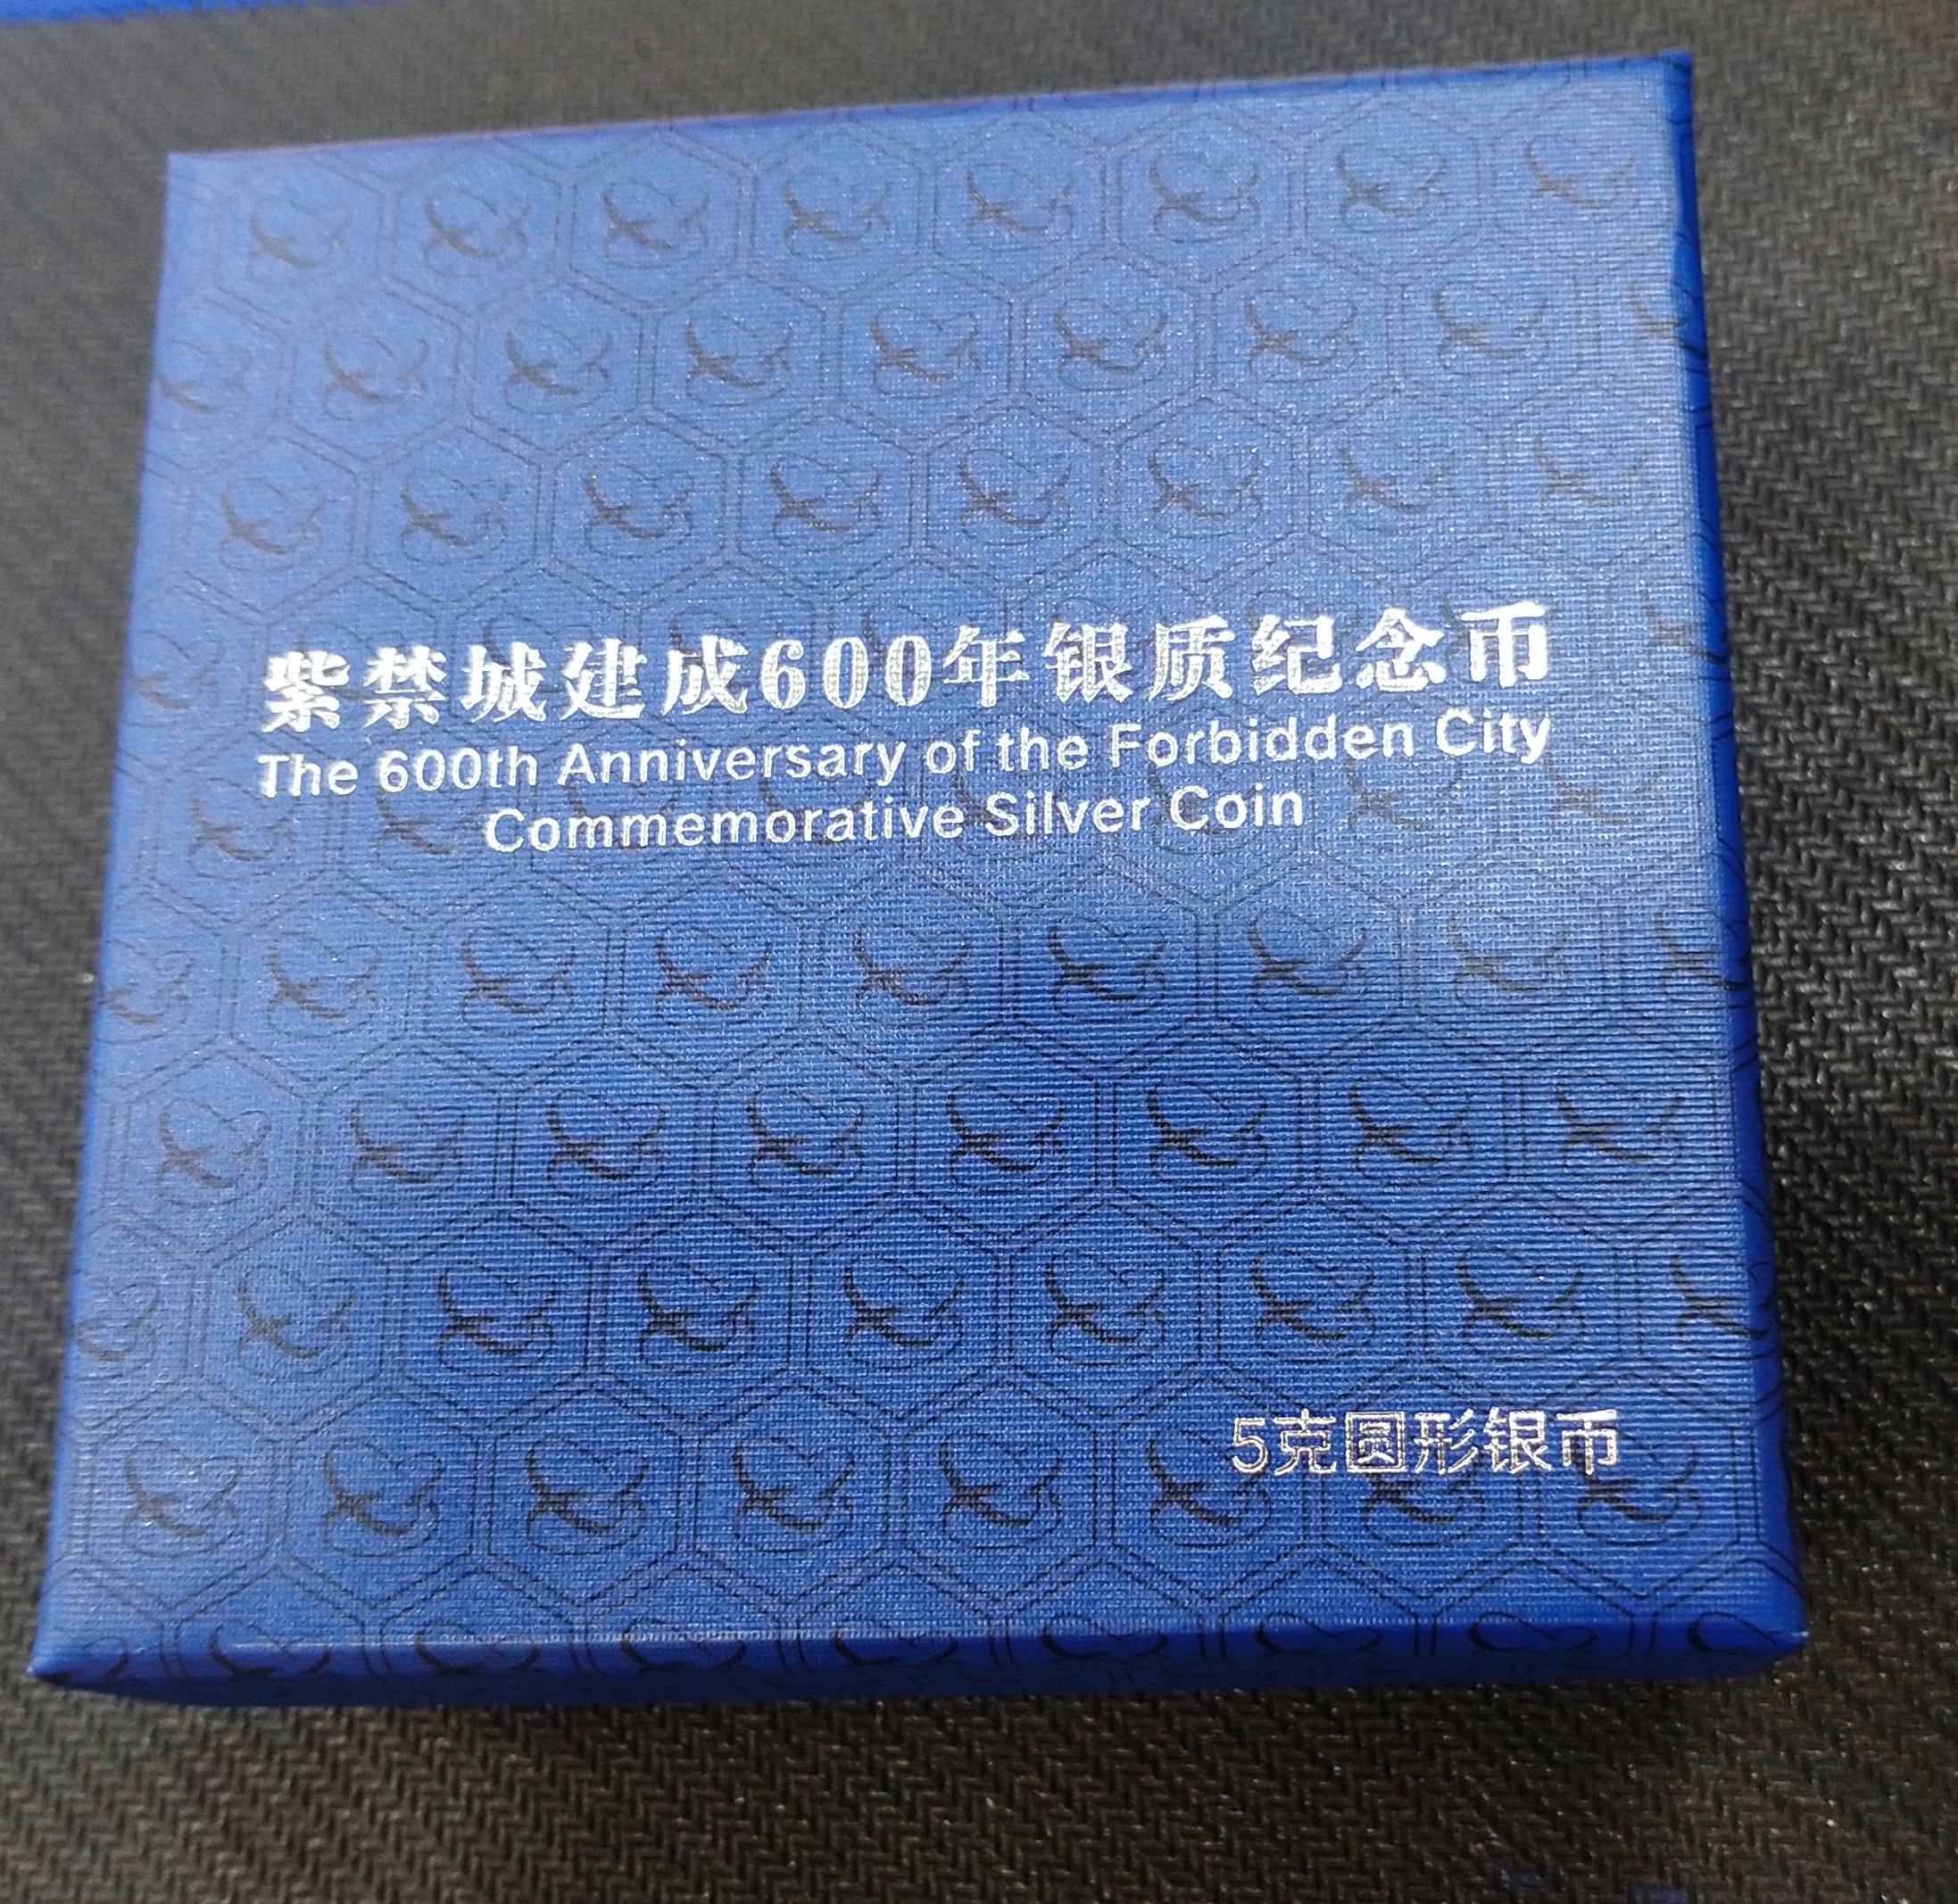 紫禁城建成600年银质纪念币
The 600th Anniversary of the Forbidden City
Commemorative Silver Coin
5克圆形银币